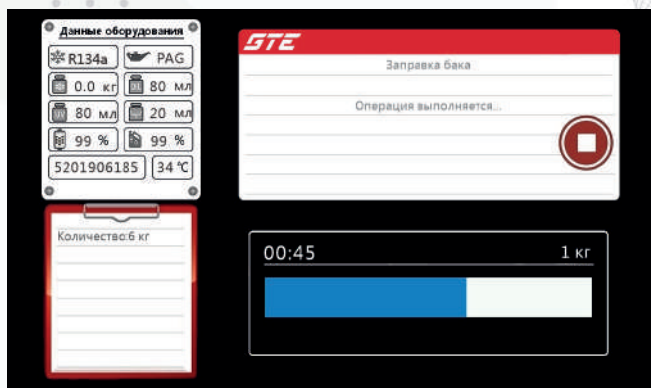 Данные оборудования
R134a PAG
0.0 кг 80 мл
80 мл 20 мл
99 % 99 %
5201906185 34 ℃
GTE
Заправка бака
Операция выполняется...
Количество:6 кг
00:45 1 кг